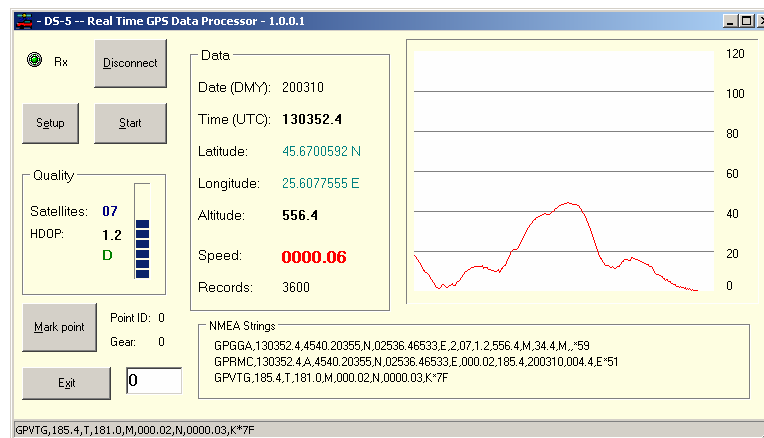 - DS-5 -- Real Time GPS Data Processor - 1.0.0.1
Rx
Disconnect
Setup
Start
Quality
Satellites: 07
HDOP: 1.2
D
Mark point
Point ID: 0
Gear: 0
Exit
0
Data
Date (DMY): 200310
Time (UTC): 130352.4
Latitude: 45.6700592 N
Longitude: 25.6077555 E
Altitude: 556.4
Speed: 0000.06
Records: 3600
120
100
80
60
40
20
0
NMEA Strings
GPGGA,130352.4,4540.20355,N,02536.46533,E,2,07,1.2,556.4,M,34.4,M,,*59
GPRMC,130352.4,A,4540.20355,N,02536.46533,E,000.02,185.4,200310,004.4,E*51
GPVTG,185.4,T,181.0,M,000.02,N,0000.03,K*7F
GPVTG,185.4,T,181.0,M,000.02,N,0000.03,K*7F